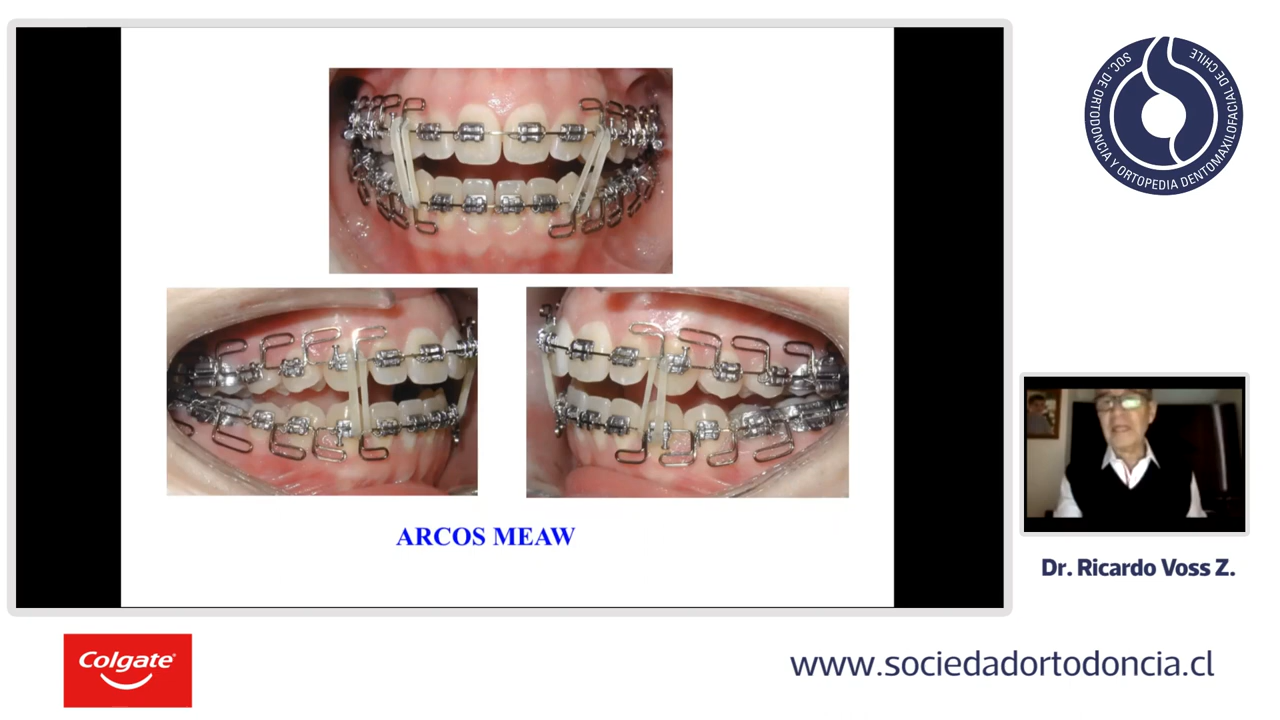 SOC. DE ORTODONCIA Y ORTOPEDIA DENTOMAXILOFACIAL DE CHILE
ARCOS MEAW
Dr. Ricardo Voss Z.
Colgate®
www.sociedadortodoncia.cl